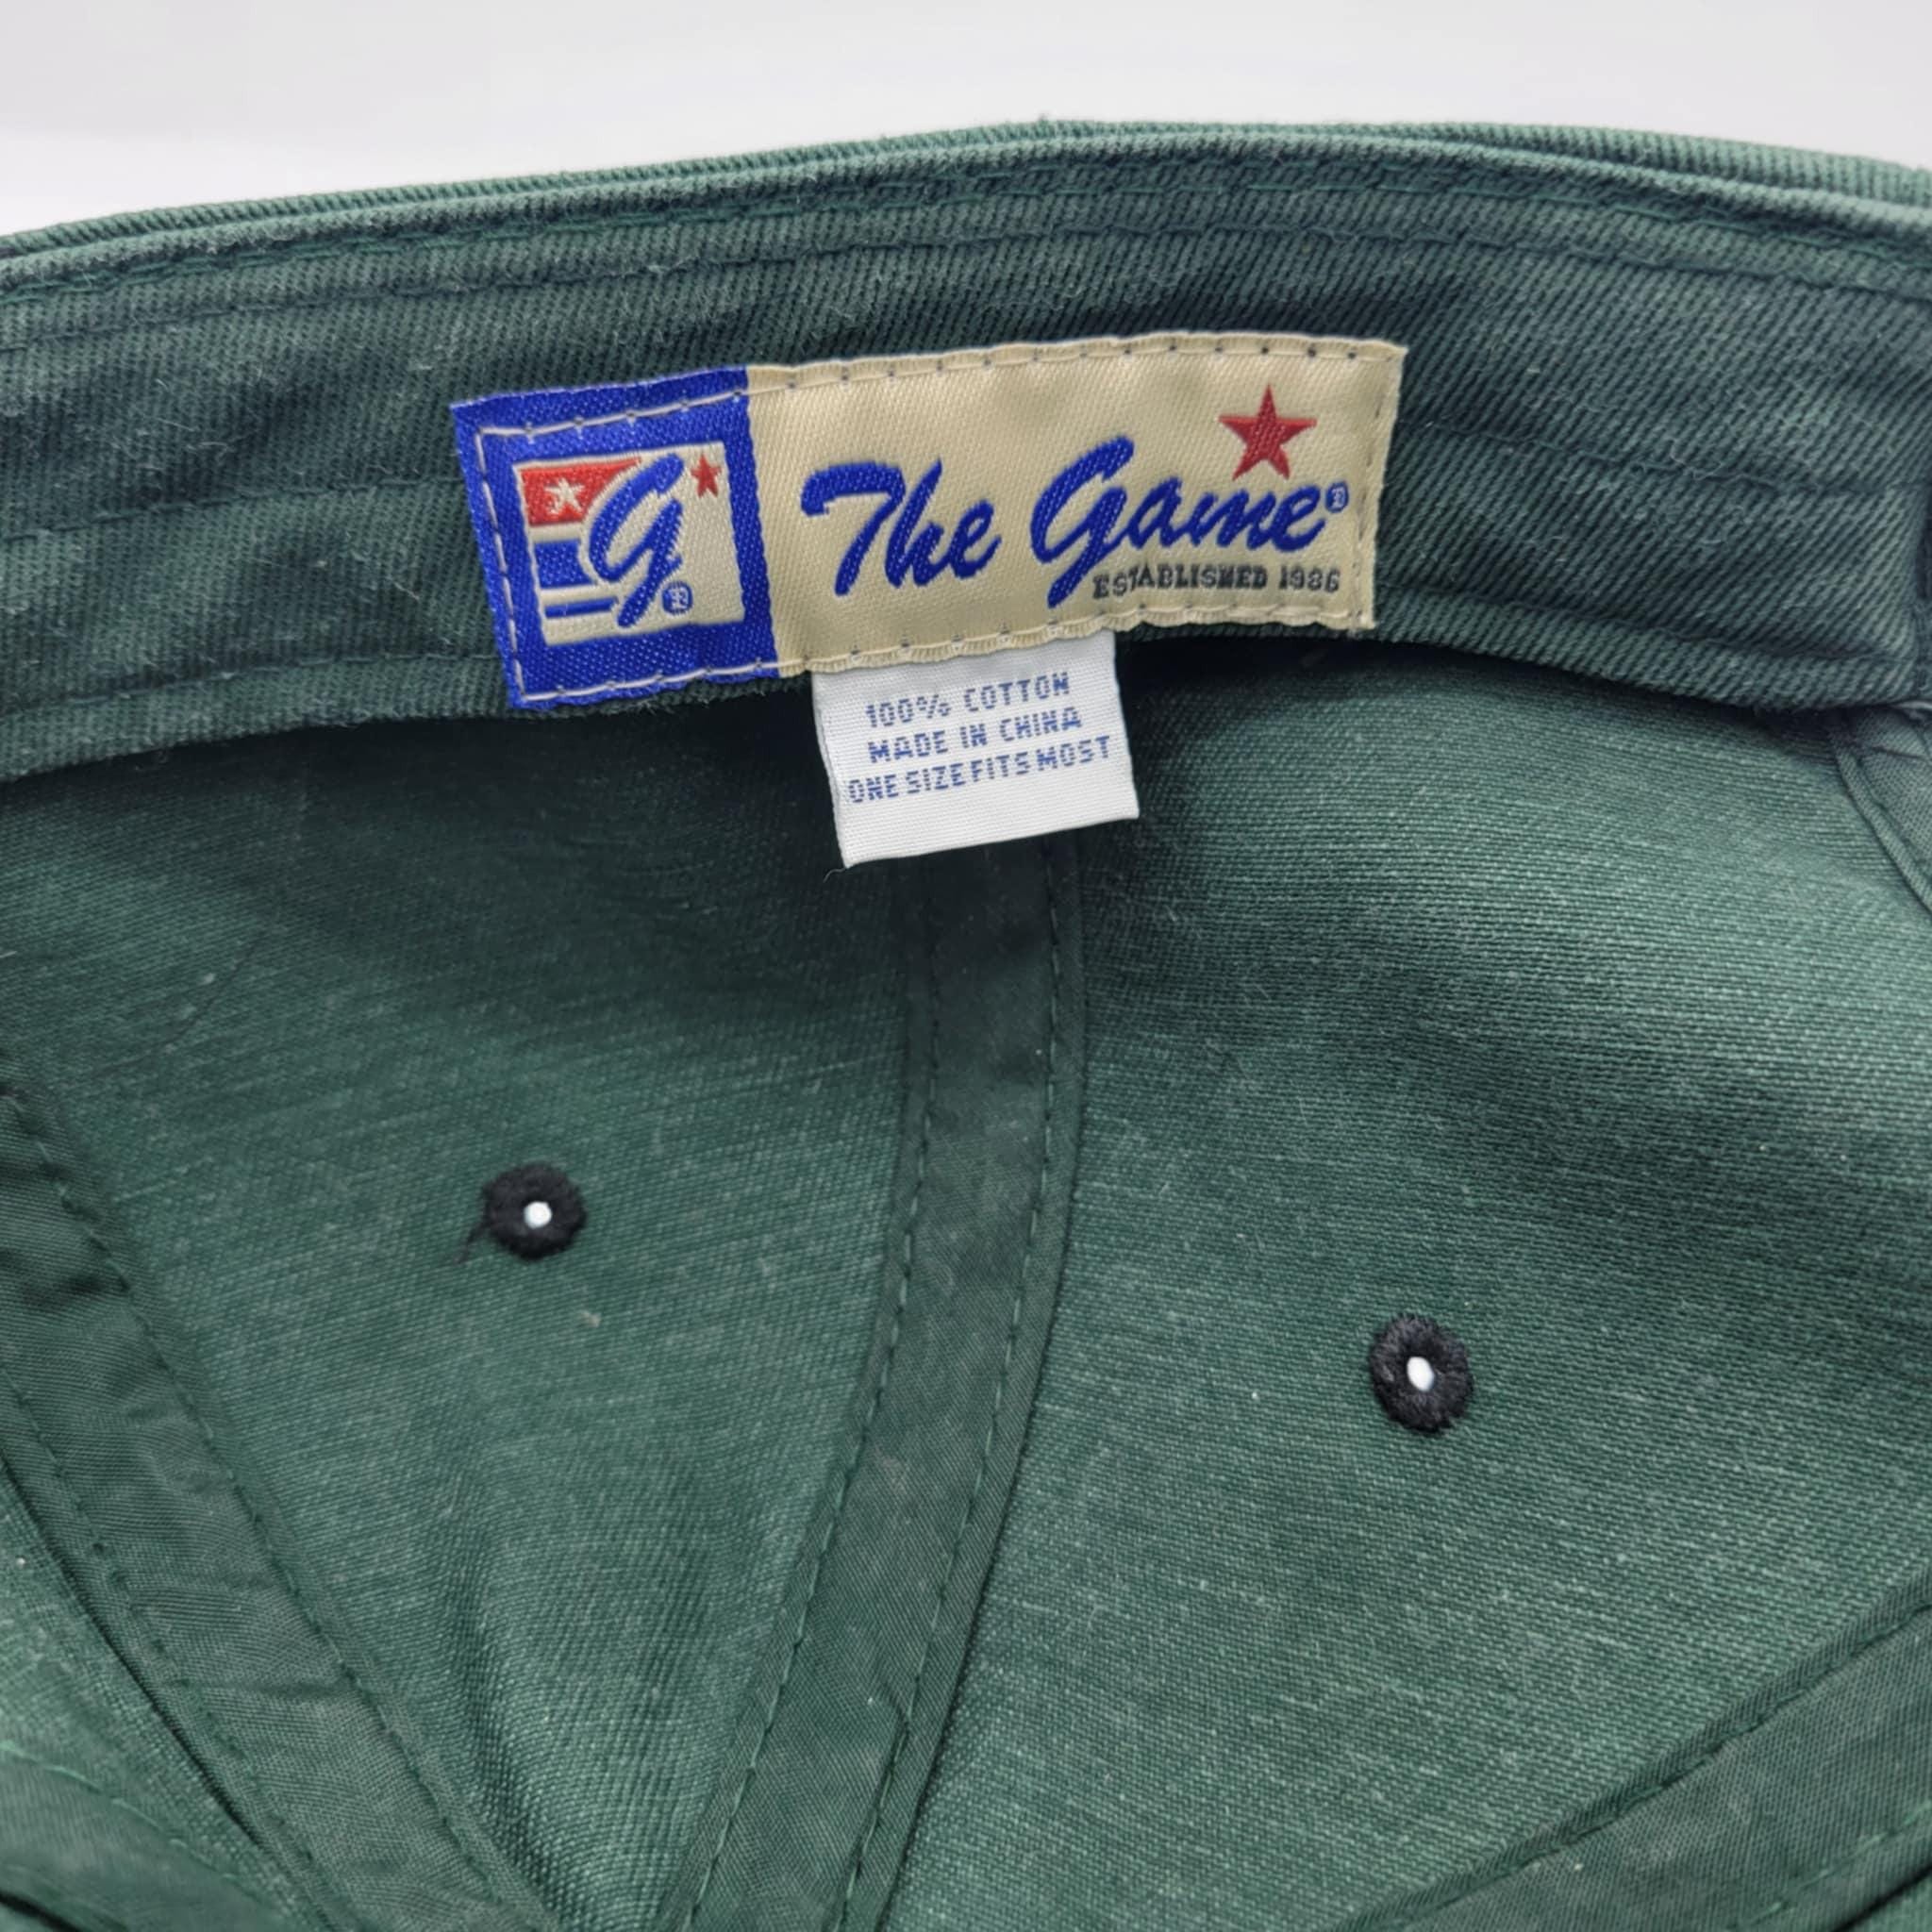 G®
The Game®
ESTABLISHED 1986
100% COTTON
MADE IN CHINA
ONE SIZE FITS MOST